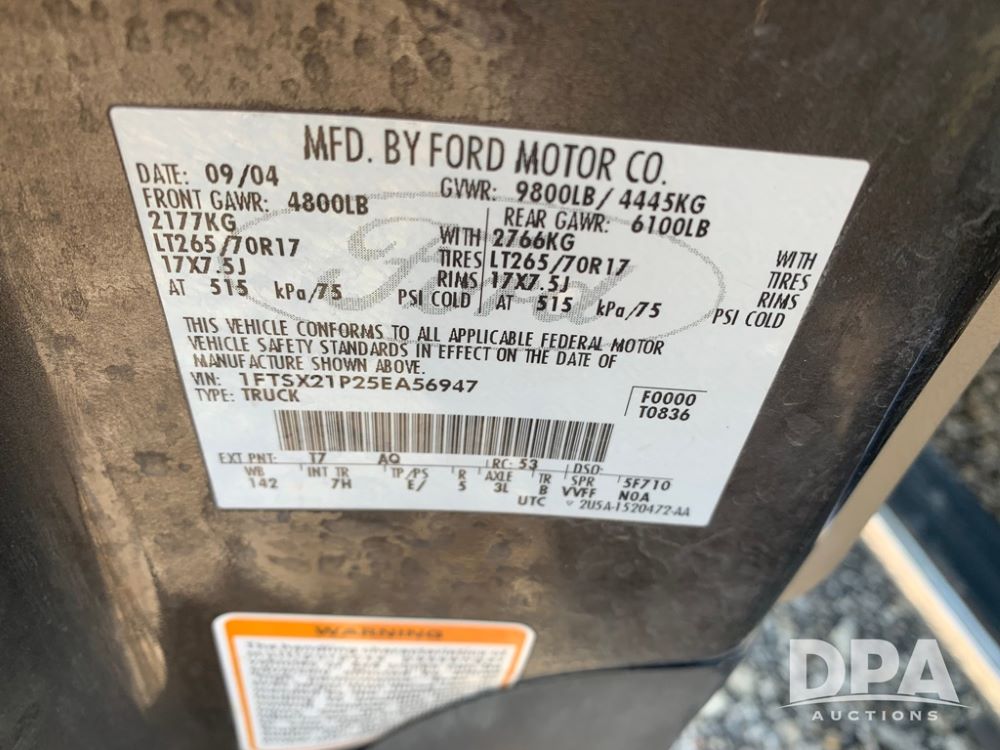 MFD. BY FORD MOTOR CO.
DATE: 09/04 GVWR: 9800LB/ 4445KG
FRONT GAWR: 4800LB REAR GAWR: 6100LB
2177KG WITH 2766KG WITH
LT265/70R17 TIRES LT265/70R17 TIRES
17X7.5J RIMS 17X7.5J RIMS
AT 515 kPa/75 PSI COLD AT 515 kPa/75 PSI COLD
Ford
THIS VEHICLE CONFORMS TO ALL APPLICABLE FEDERAL MOTOR
VEHICLE SAFETY STANDARDS IN EFFECT ON THE DATE OF
MANUFACTURE SHOWN ABOVE.
VIN: 1FTSX21P25EA56947
TYPE: TRUCK
F0000
T0836
EXT PNT: T7 AQ RC: 53 DSO:
WB INT TR TP/PS R AXLE TR SPR 5F710
142 7H E/ 5 3L B VVFF N0A
UTC 2U5A-1520472-AA
WARNING
DPA
AUCTIONS